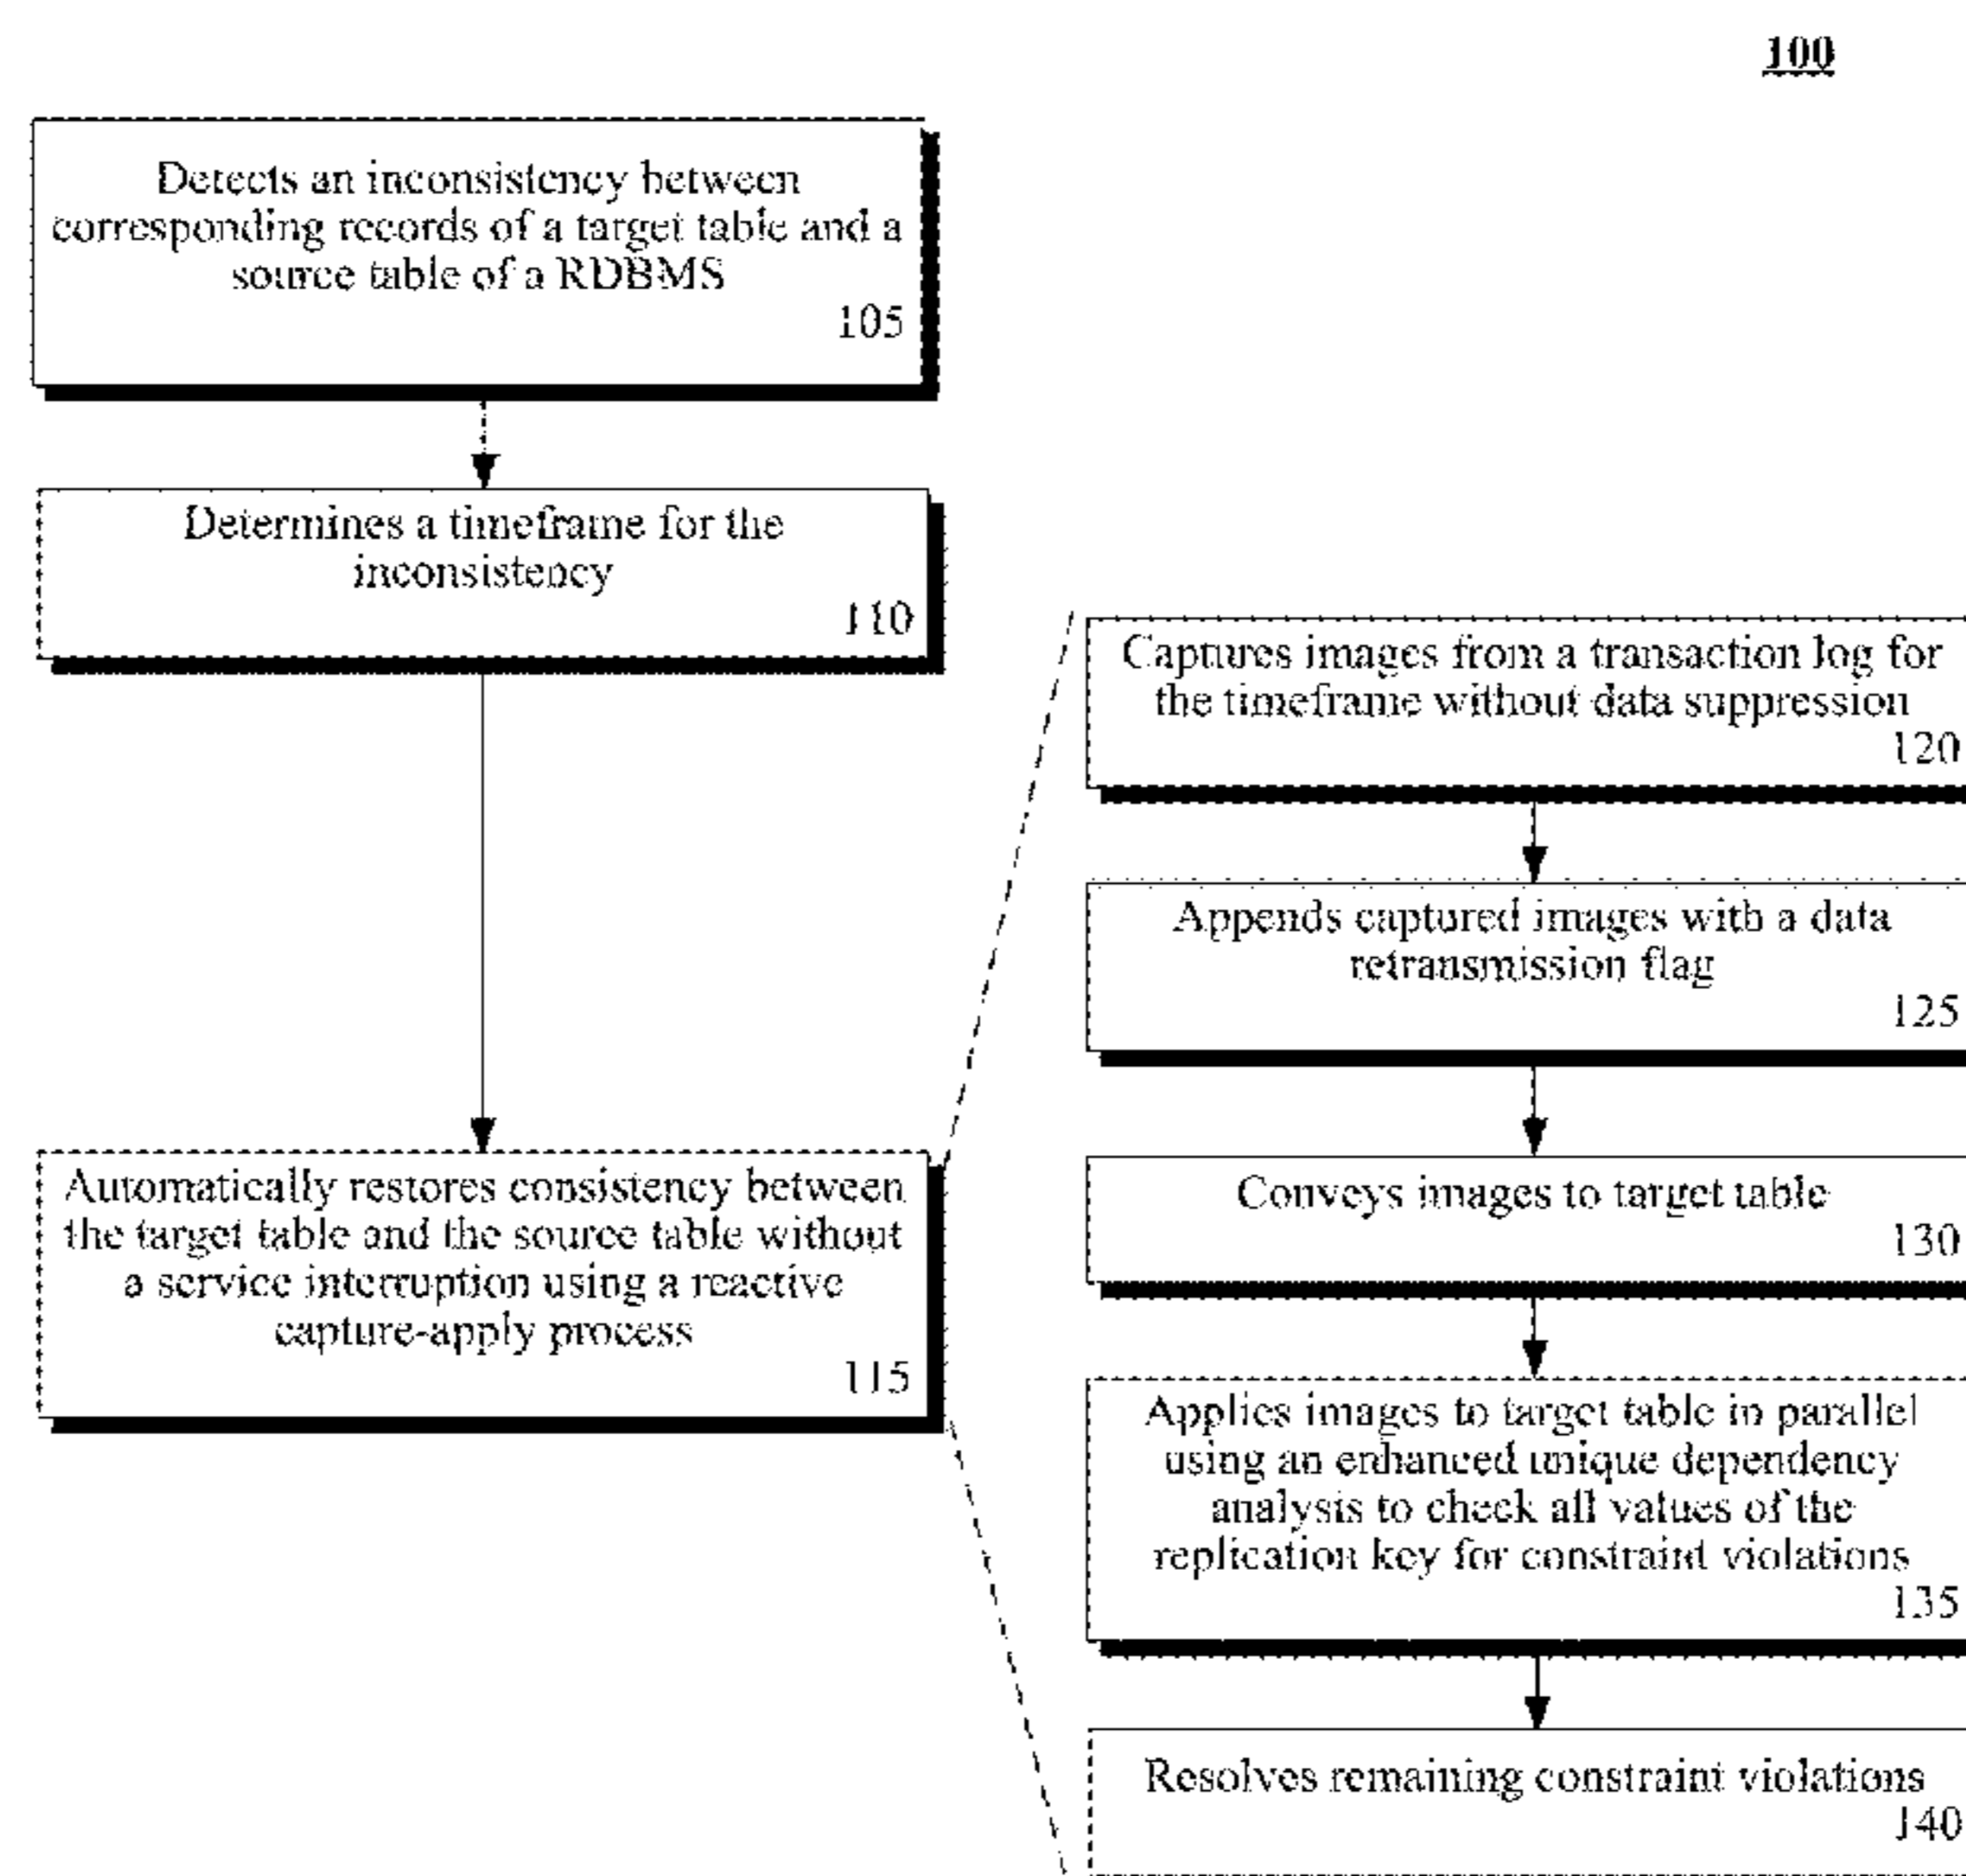 100
Detects an inconsistency between
corresponding records of a target table and a
source table of a RDBMS
105
Determines a timeframe for the
inconsistency
110
Automatically restores consistency between
the target table and the source table without
a service interruption using a reactive
capture-apply process
115
Captures images from a transaction log for
the timeframe without data suppression
120
Appends captured images with a data
retransmission flag
125
Conveys images to target table
130
Applies images to target table in parallel
using an enhanced unique dependency
analysis to check all values of the
replication key for constraint violations
135
Resolves remaining constraint violations
140